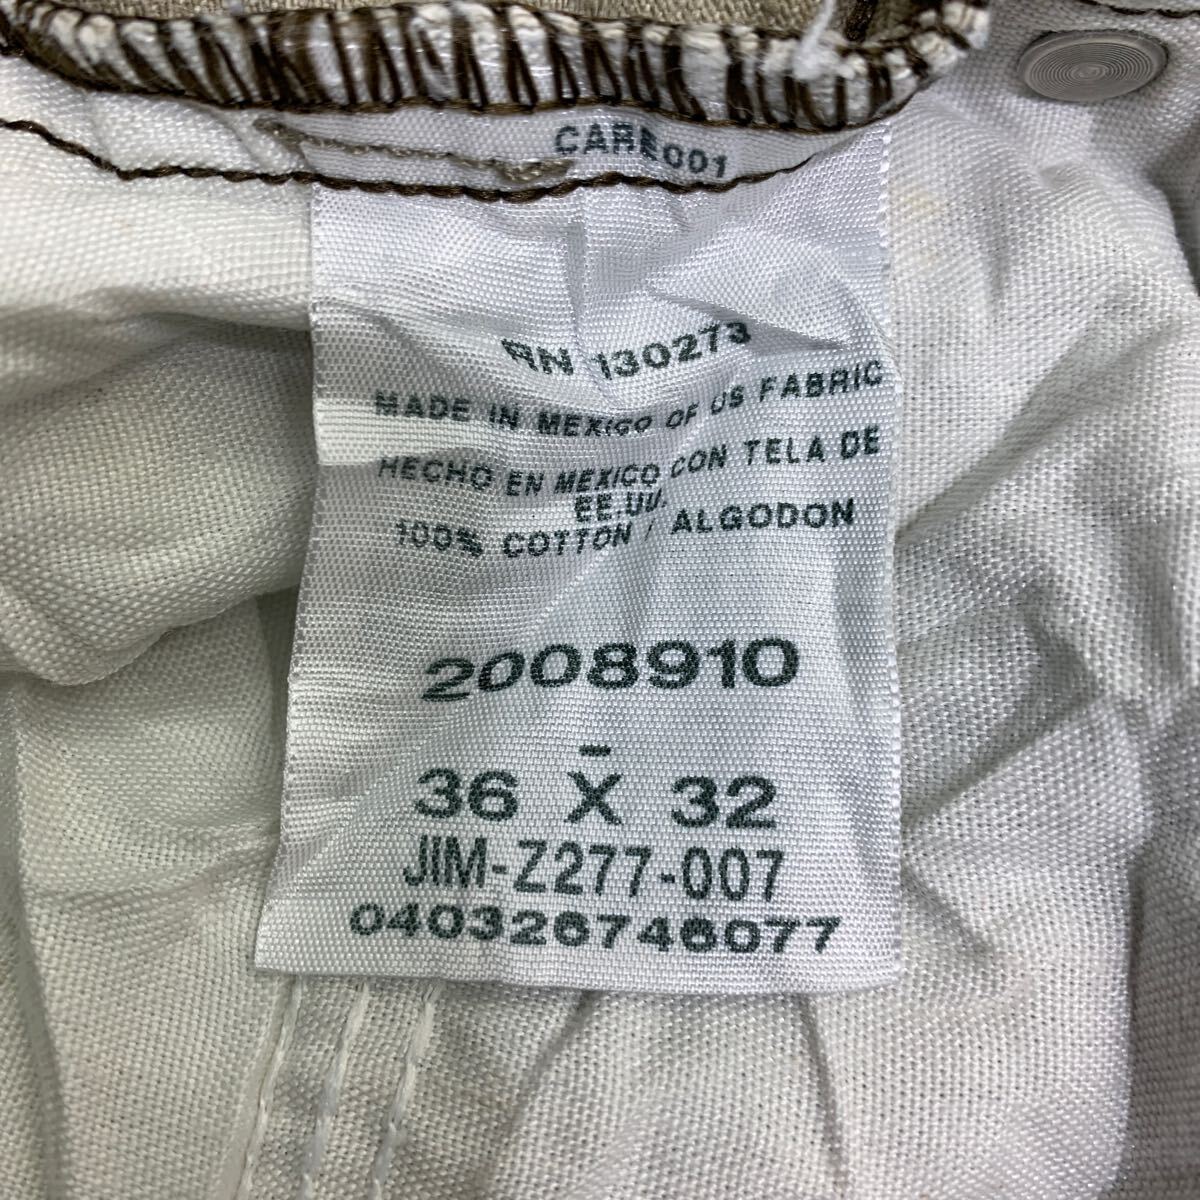 CARE001
RN 130273
MADE IN MEXICO OF US FABRIC
HECHO EN MEXICO CON TELA DE
EE.UU.
100% COTTON / ALGODON
2008910
-
36 X 32
JIM-Z277-007
040326746077